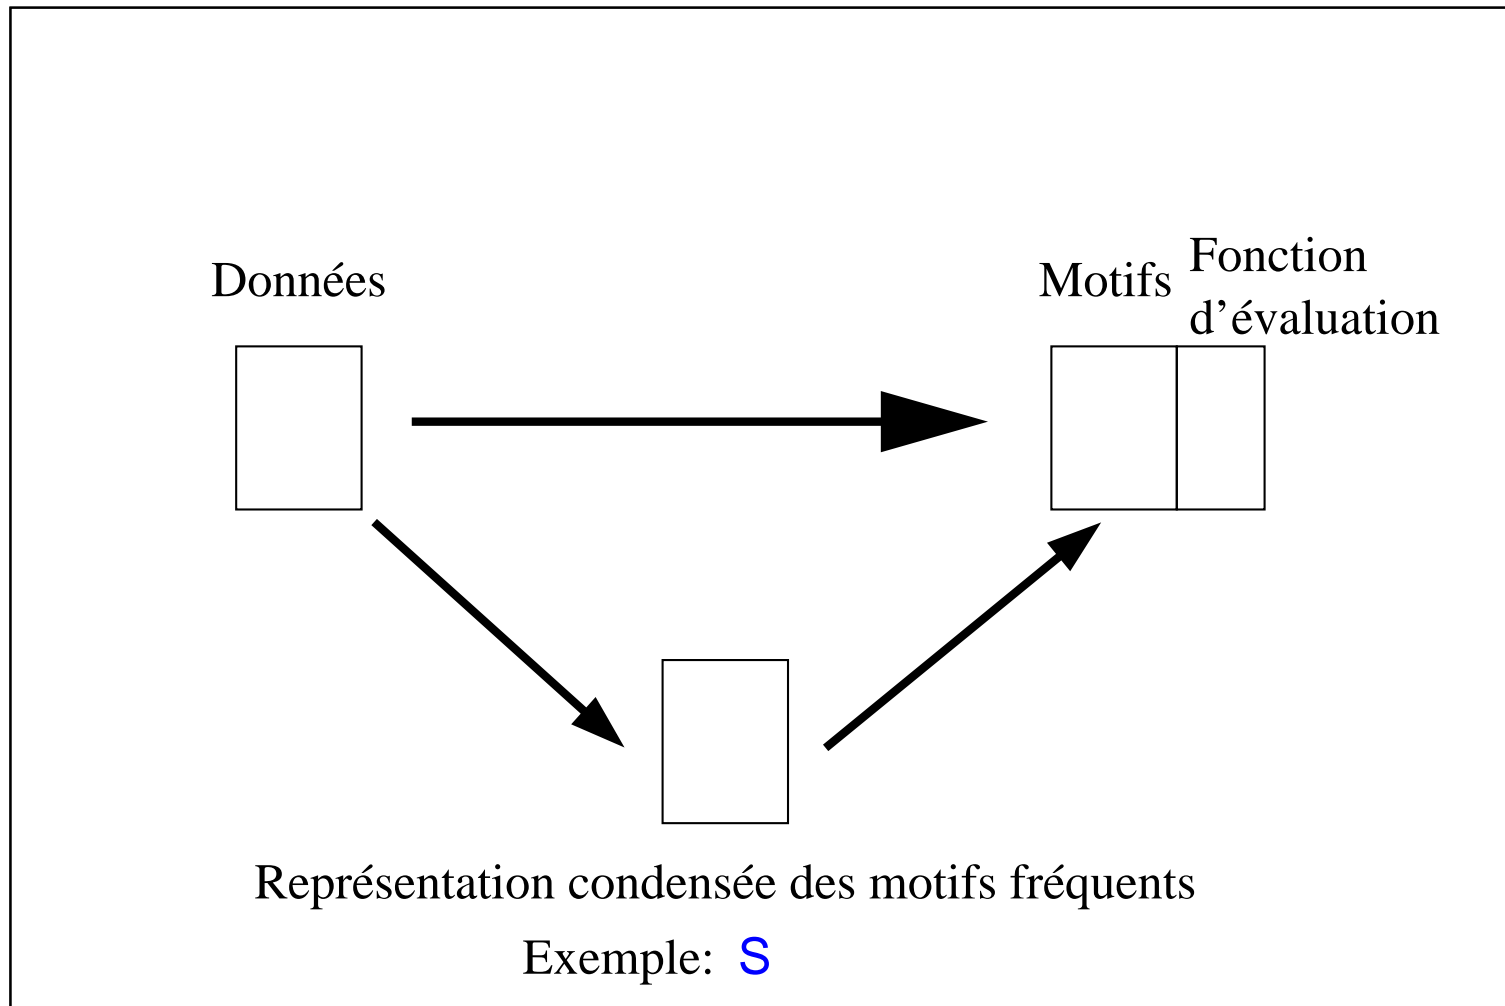 Données
Motifs
Fonction
d’évaluation
Représentation condensée des motifs fréquents
Exemple: S